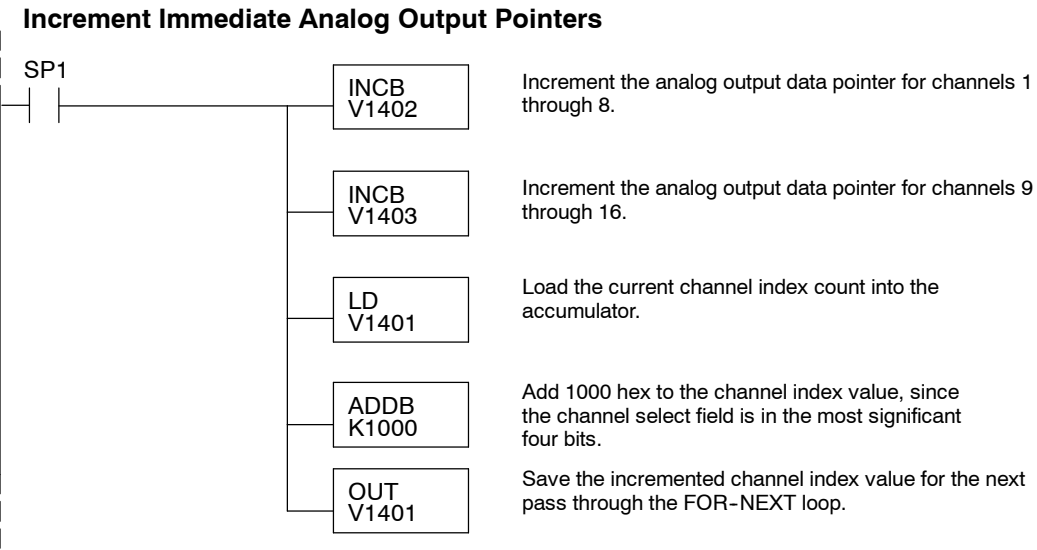 Increment Immediate Analog Output Pointers
SP1
INCB
V1402
Increment the analog output data pointer for channels 1
through 8.
INCB
V1403
Increment the analog output data pointer for channels 9
through 16.
LD
V1401
Load the current channel index count into the
accumulator.
ADDB
K1000
Add 1000 hex to the channel index value, since
the channel select field is in the most significant
four bits.
OUT
V1401
Save the incremented channel index value for the next
pass through the FOR-NEXT loop.